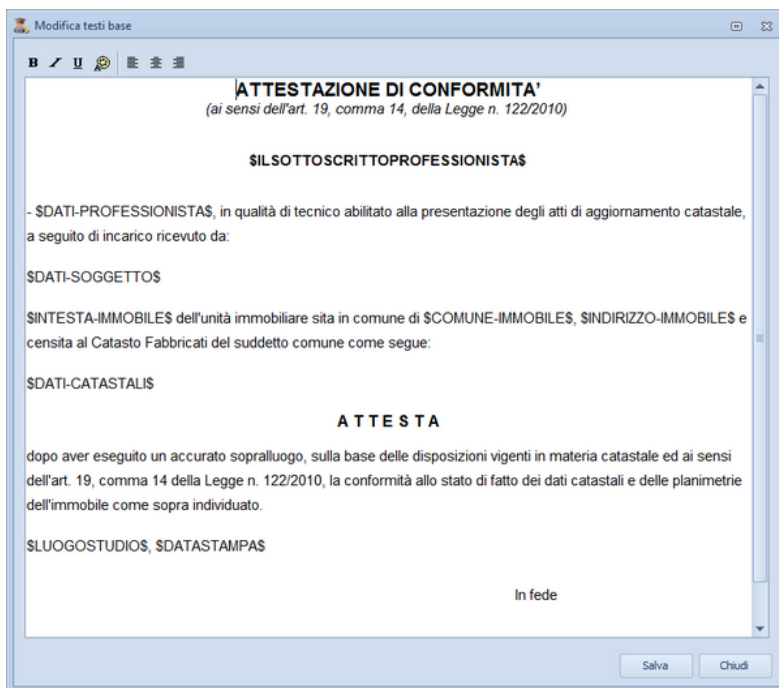 Modifica testi base
B I U
ATTESTAZIONE DI CONFORMITA'
(ai sensi dell'art. 19, comma 14, della Legge n. 122/2010)
$ILSOTTOSCRITTOPROFESSIONISTA$
- $DATI-PROFESSIONISTA$, in qualità di tecnico abilitato alla presentazione degli atti di aggiornamento catastale,
a seguito di incarico ricevuto da:
$DATI-SOGGETTO$
$INTESTA-IMMOBILE$ dell'unità immobiliare sita in comune di $COMUNE-IMMOBILE$, $INDIRIZZO-IMMOBILE$ e
censita al Catasto Fabbricati del suddetto comune come segue:
$DATI-CATASTALI$
A T T E S T A
dopo aver eseguito un accurato sopralluogo, sulla base delle disposizioni vigenti in materia catastale ed ai sensi
dell'art. 19, comma 14 della Legge n. 122/2010, la conformità allo stato di fatto dei dati catastali e delle planimetrie
dell'immobile come sopra individuato.
$LUOGOSTUDIO$, $DATASTAMPA$
In fede
Salva Chiudi